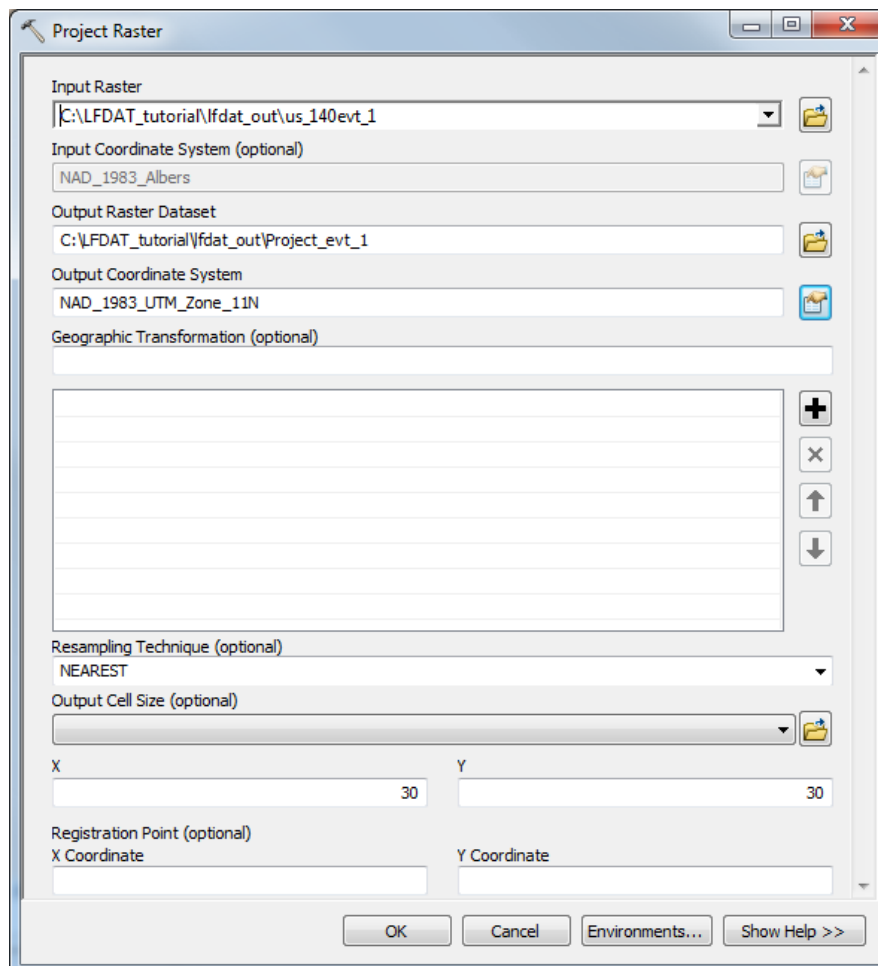 Project Raster
Input Raster
C:\LFDAT_tutorial\lfdat_out\us_140evt_1
Input Coordinate System (optional)
NAD_1983_Albers
Output Raster Dataset
C:\LFDAT_tutorial\lfdat_out\Project_evt_1
Output Coordinate System
NAD_1983_UTM_Zone_11N
Geographic Transformation (optional)
Resampling Technique (optional)
NEAREST
Output Cell Size (optional)
X Y
30 30
Registration Point (optional)
X Coordinate Y Coordinate
OK Cancel Environments... Show Help >>